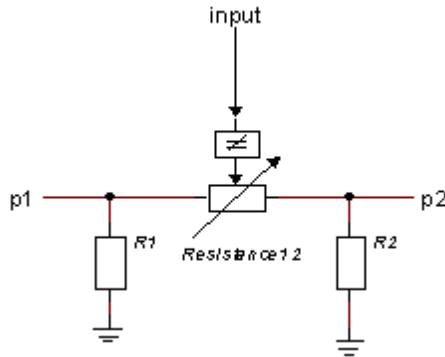 input
≠
p1
p2
R1
Resistance12
R2